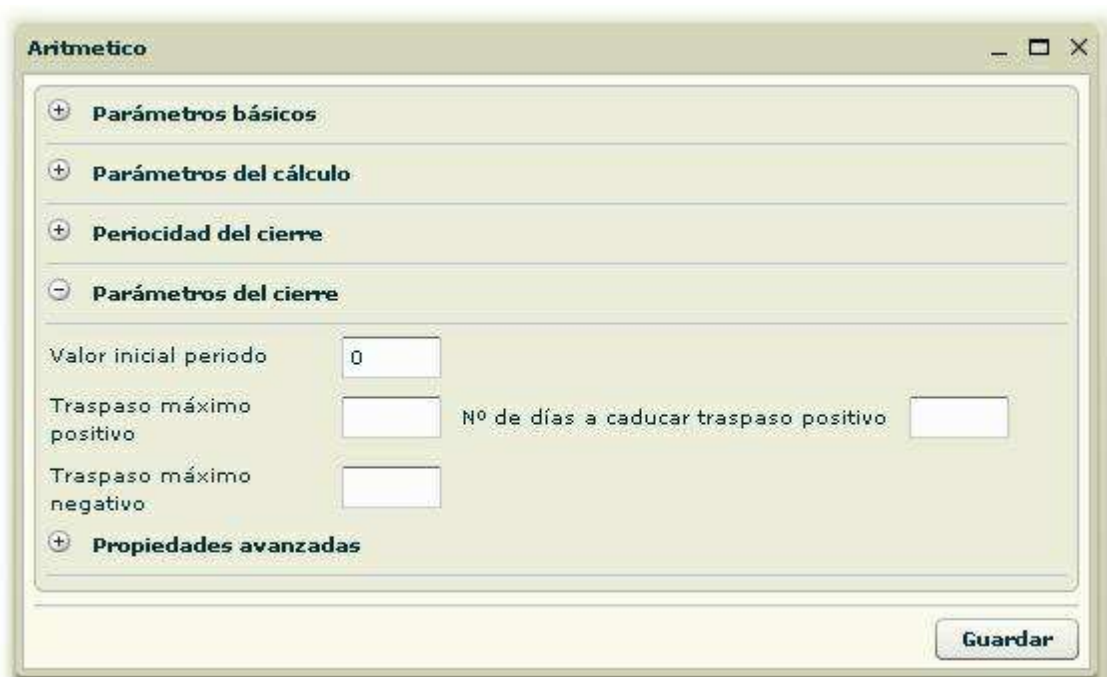 Aritmetico
Parámetros básicos
Parámetros del cálculo
Periocidad del cierre
Parámetros del cierre
Valor inicial periodo 0
Traspaso máximo
positivo
Nº de días a caducar traspaso positivo
Traspaso máximo
negativo
Propiedades avanzadas
Guardar